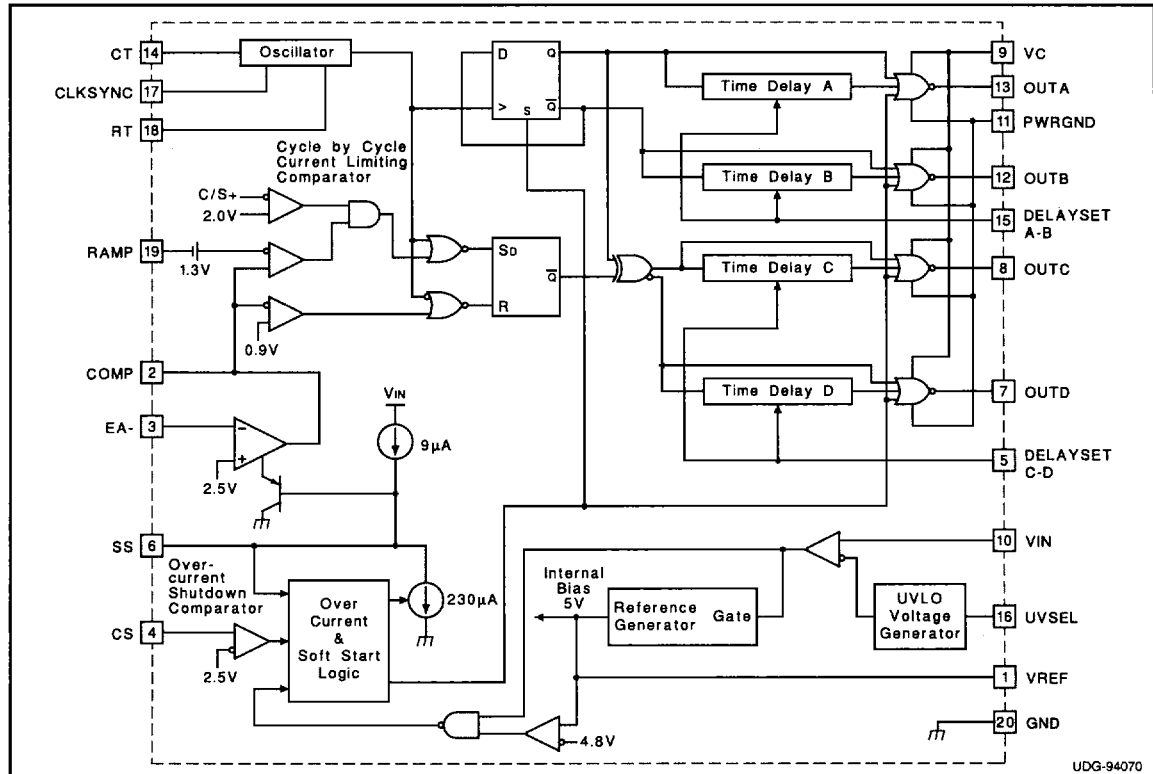 CT 14
Oscillator
CLKSYNC 17
RT 18
D Q
> S Q
Time Delay A
9 VC
13 OUTA
11 PWRGND
Time Delay B
12 OUTB
15 DELAYSET
A-B
Cycle by Cycle
Current Limiting
Comparator
C/S+
2.0V
RAMP 19
1.3V
0.9V
SD
Q
R
Time Delay C
8 OUTC
Time Delay D
7 OUTD
5 DELAYSET
C-D
COMP 2
EA- 3
-
+
2.5V
VIN
9µA
SS 6
Over-
current
Shutdown
Comparator
CS 4
2.5V
Over
Current
&
Soft Start
Logic
230µA
Internal
Bias
5V
Reference
Generator
Gate
UVLO
Voltage
Generator
10 VIN
16 UVSEL
1 VREF
4.8V
20 GND
UDG-94070